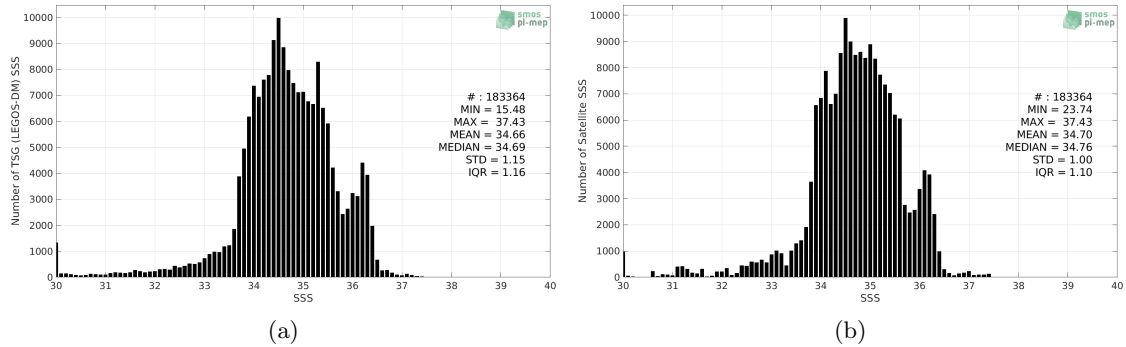 smos
pi-mep
10000
9000
8000
7000
6000
5000
4000
3000
2000
1000
0
Number of TSG (LEGOS-DM) SSS
# : 183364
MIN = 15.48
MAX = 37.43
MEAN = 34.66
MEDIAN = 34.69
STD = 1.15
IQR = 1.16
30 31 32 33 34 35 36 37 38 39 40
SSS
(a)
smos
pi-mep
10000
9000
8000
7000
6000
5000
4000
3000
2000
1000
0
Number of Satellite SSS
# : 183364
MIN = 23.74
MAX = 37.43
MEAN = 34.70
MEDIAN = 34.76
STD = 1.00
IQR = 1.10
30 31 32 33 34 35 36 37 38 39 40
SSS
(b)